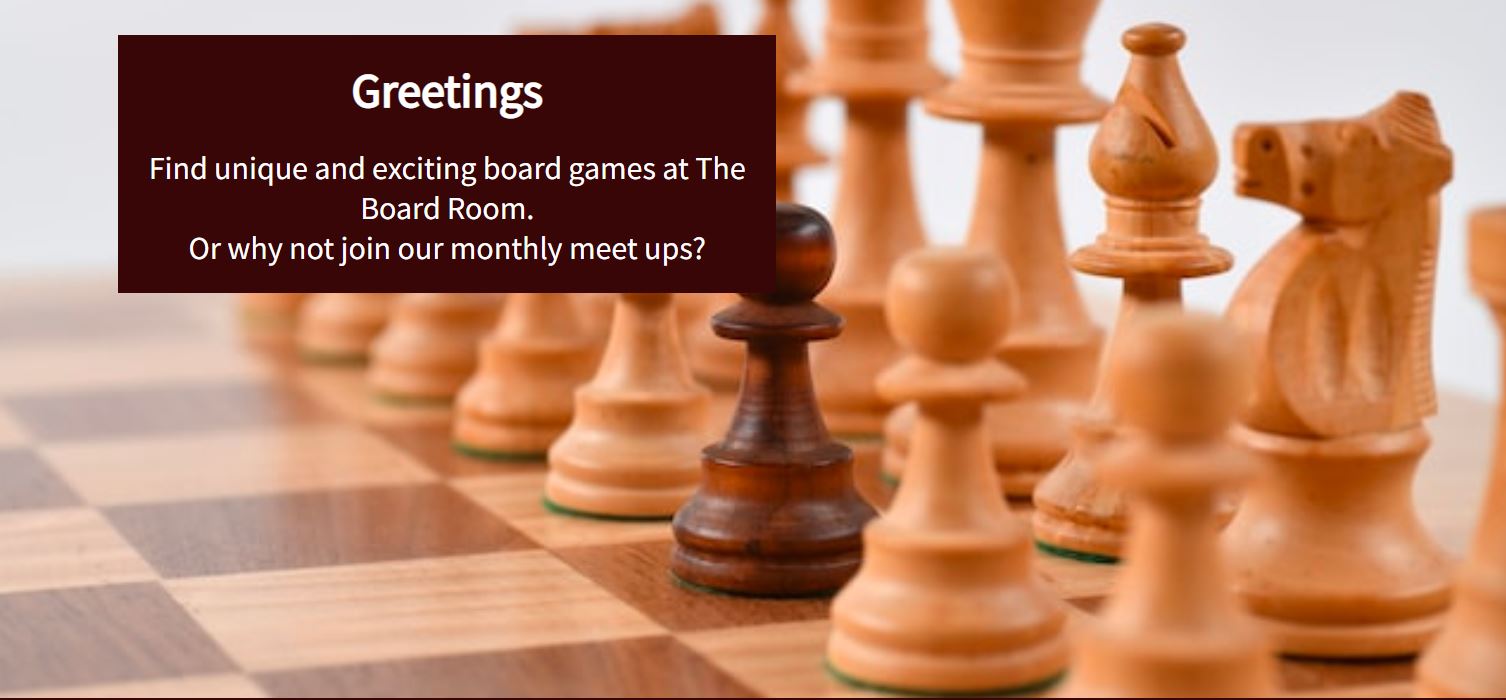 Greetings
Find unique and exciting board games at The
Board Room.
Or why not join our monthly meet ups?